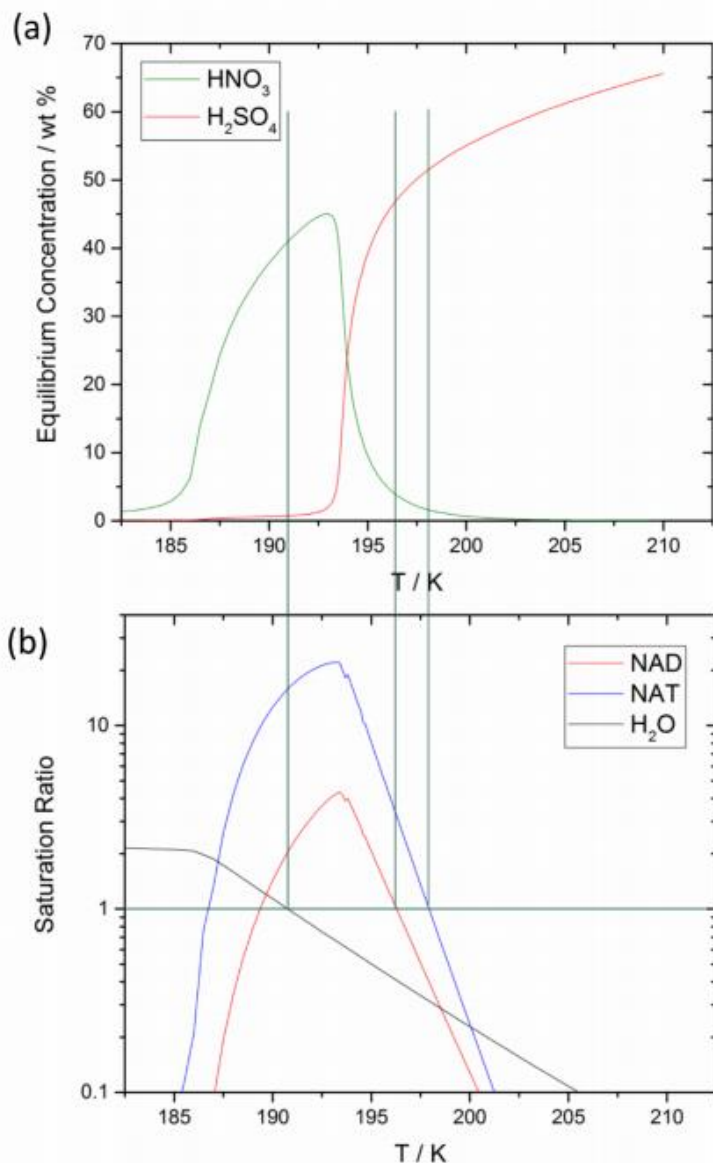 (a)
70
60
50
40
30
20
10
0
Equilibrium Concentration / wt %
HNO₃
H₂SO₄
185 190 195 200 205 210
T / K
(b)
10
1
0.1
Saturation Ratio
NAD
NAT
H₂O
185 190 195 200 205 210
T / K